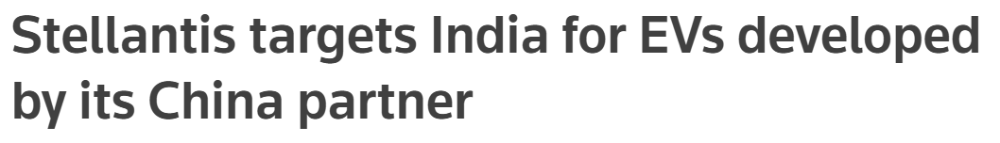 Stellantis targets India for EVs developed
by its China partner